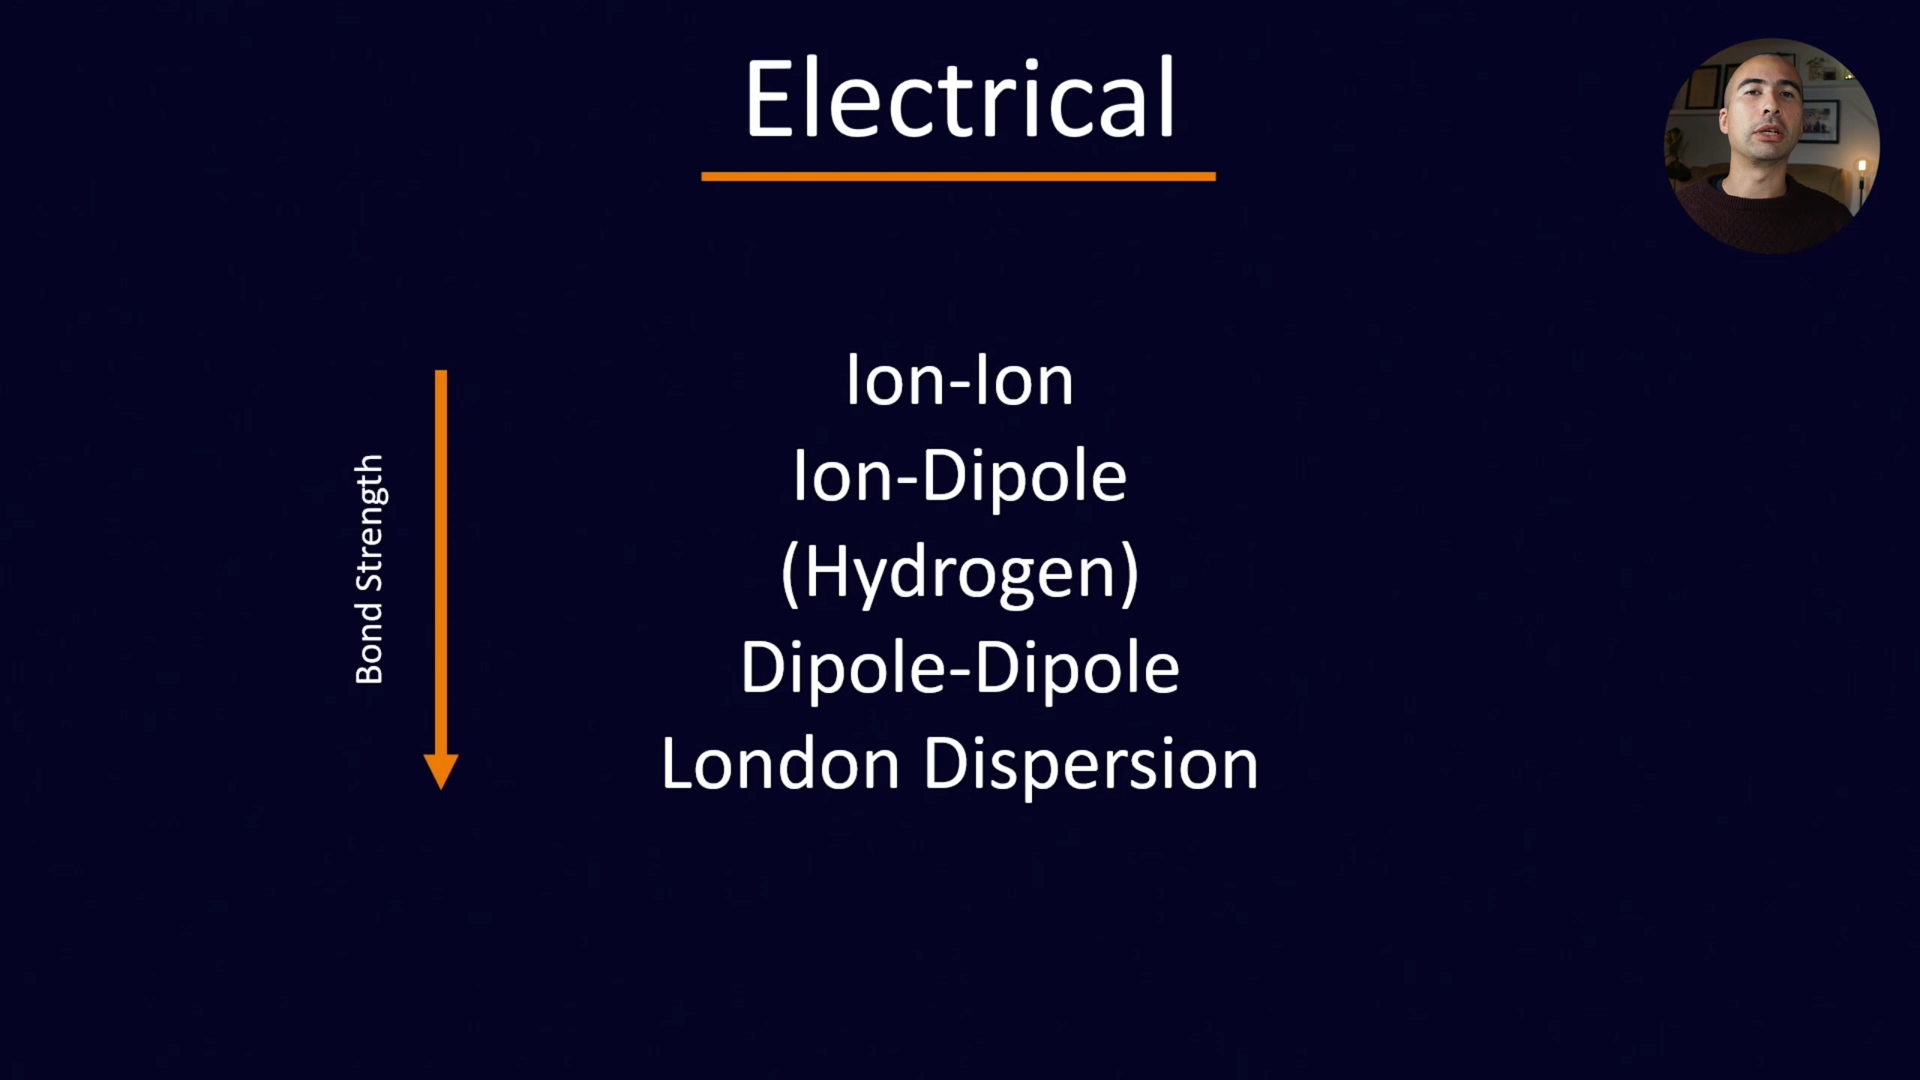 Electrical
Bond Strength
Ion-Ion
Ion-Dipole
(Hydrogen)
Dipole-Dipole
London Dispersion